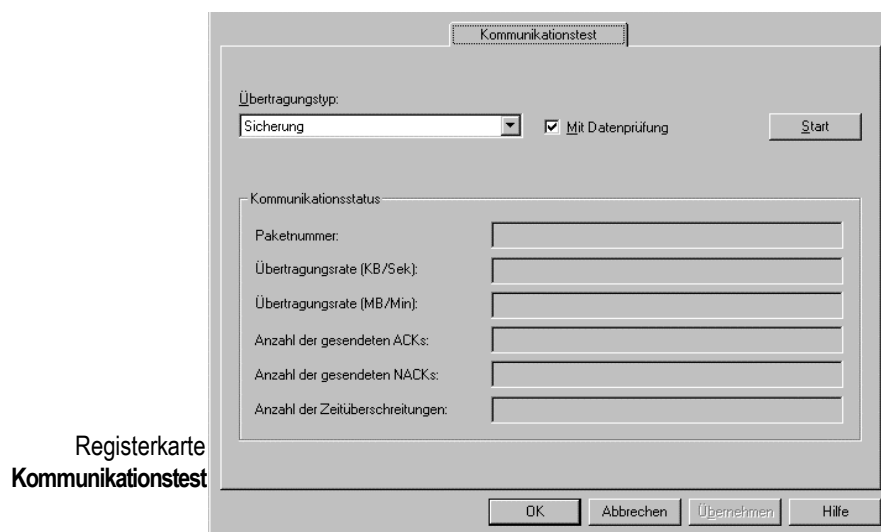 Kommunikationstest
Übertragungstyp:
Sicherung
Mit Datenprüfung
Start
Kommunikationsstatus
Paketnummer:
Übertragungsrate (KB/Sek):
Übertragungsrate (MB/Min):
Anzahl der gesendeten ACKs:
Anzahl der gesendeten NACKs:
Anzahl der Zeitüberschreitungen:
Registerkarte
Kommunikationstest
OK
Abbrechen
Übernehmen
Hilfe